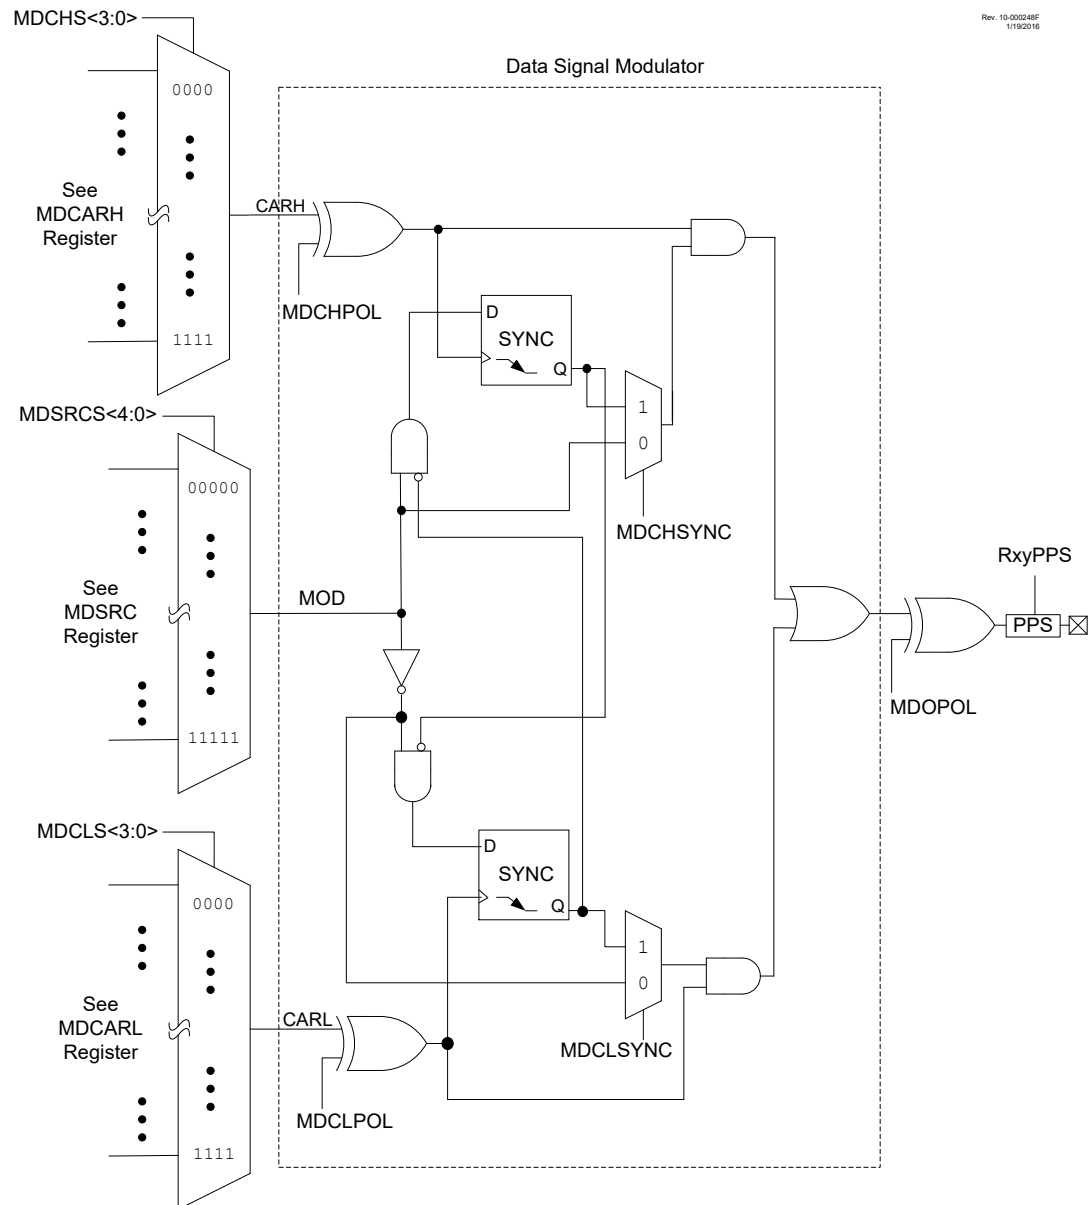 MDCHS<3:0>
Rev. 10-000248F
1/19/2016
0000
Data Signal Modulator
See
MDCARH
Register
CARH
MDCHPOL
D
SYNC
Q
1111
1
0
MDSRCS<4:0>
00000
MDCHSYNC
RxyPPS
See
MDSRC
Register
MOD
PPS
MDOPOL
11111
MDCLS<3:0>
D
SYNC
Q
0000
1
0
See
MDCARL
Register
CARL
MDCLSYNC
MDCLPOL
1111